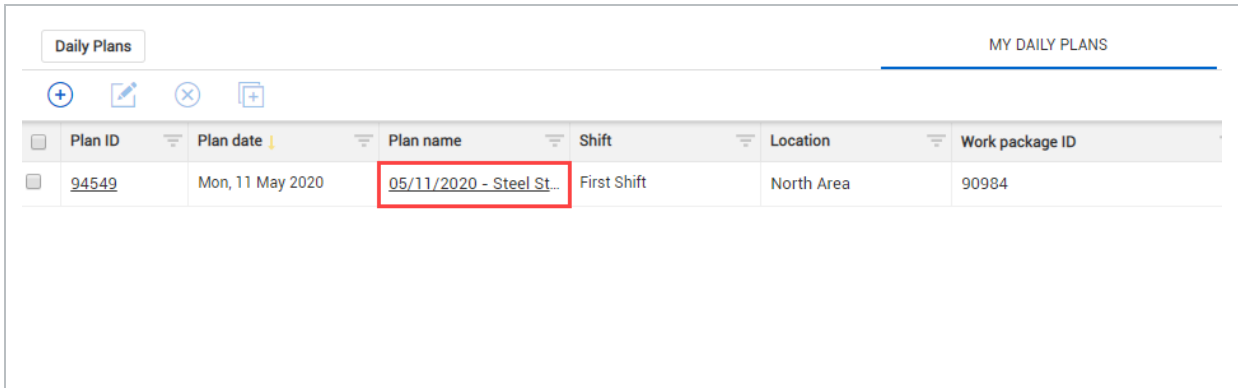 Daily Plans MY DAILY PLANS
Plan ID Plan date Plan name Shift Location Work package ID
94549 Mon, 11 May 2020 05/11/2020 - Steel St... First Shift North Area 90984